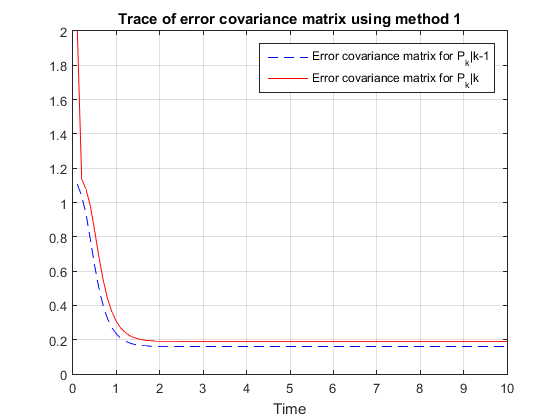 Trace of error covariance matrix using method 1
2
1.8
1.6
1.4
1.2
1
0.8
0.6
0.4
0.2
0
Error covariance matrix for P_k|k-1
Error covariance matrix for P_k|k
0 1 2 3 4 5 6 7 8 9 10
Time